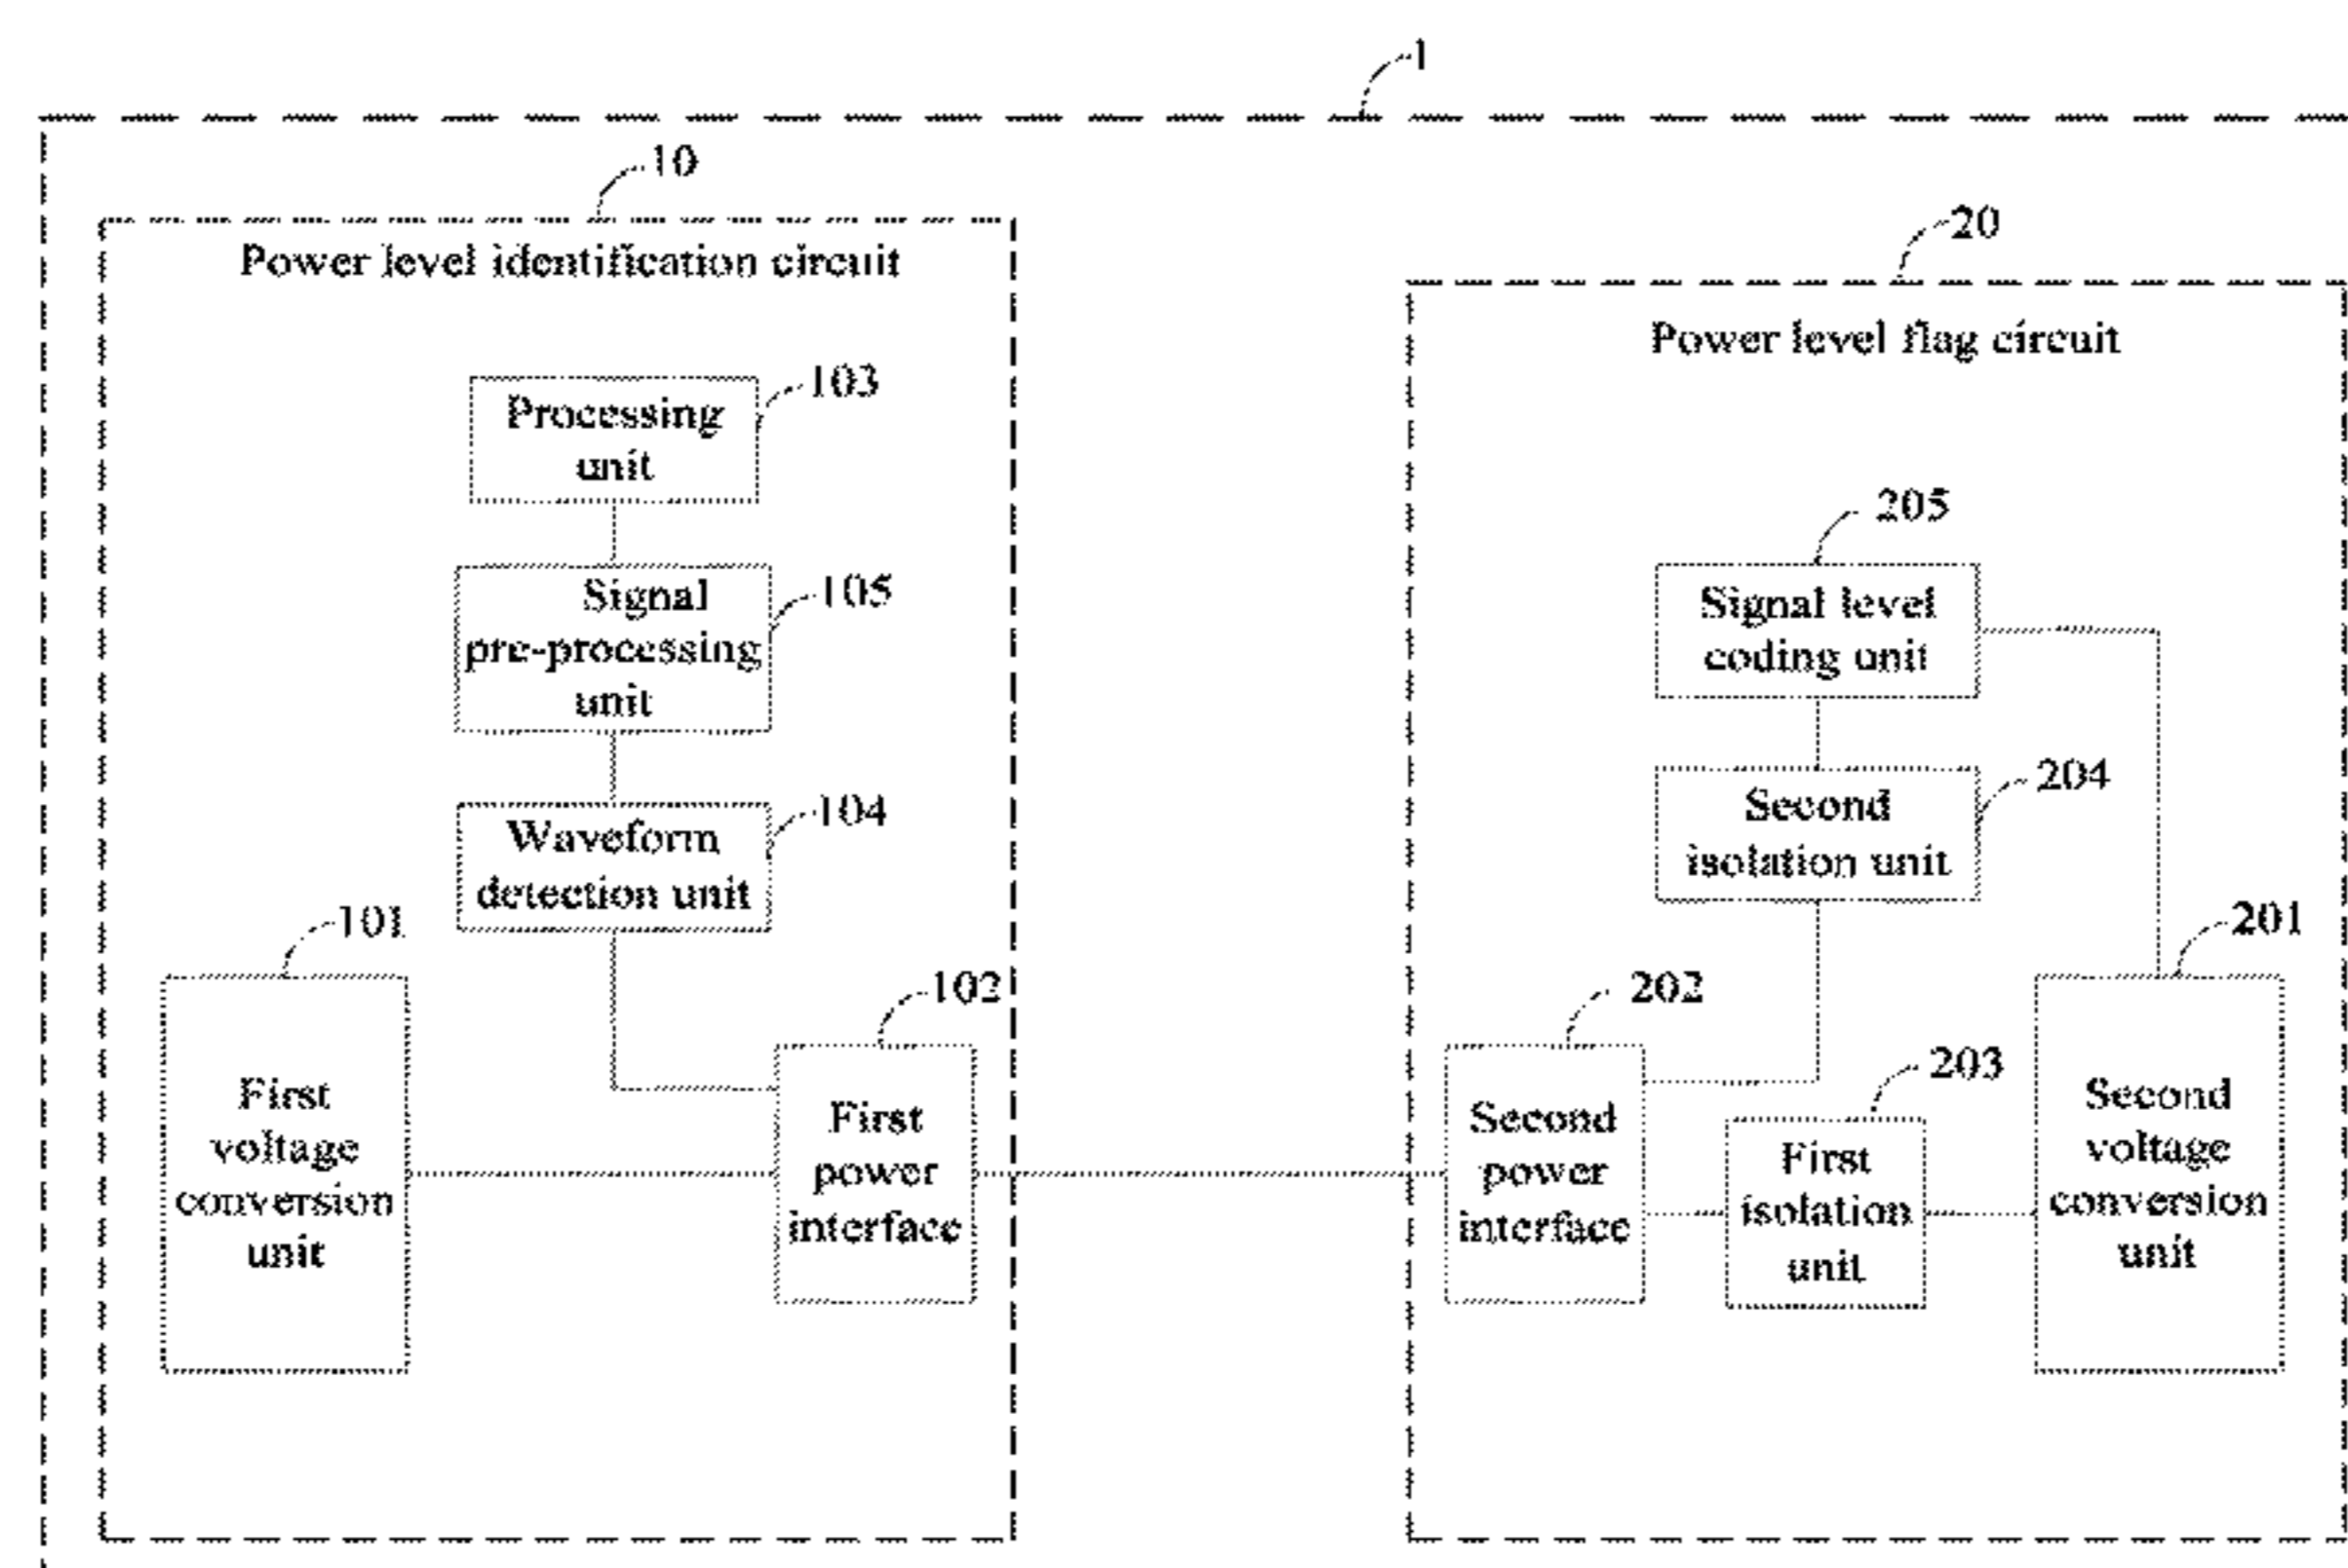 1
10
Power level identification circuit
103
Processing
unit
105
Signal
pre-processing
unit
104
Waveform
detection unit
101
First
voltage
conversion
unit
102
First
power
interface
20
Power level flag circuit
205
Signal level
coding unit
204
Second
isolation unit
202
Second
power
interface
203
First
isolation
unit
201
Second
voltage
conversion
unit